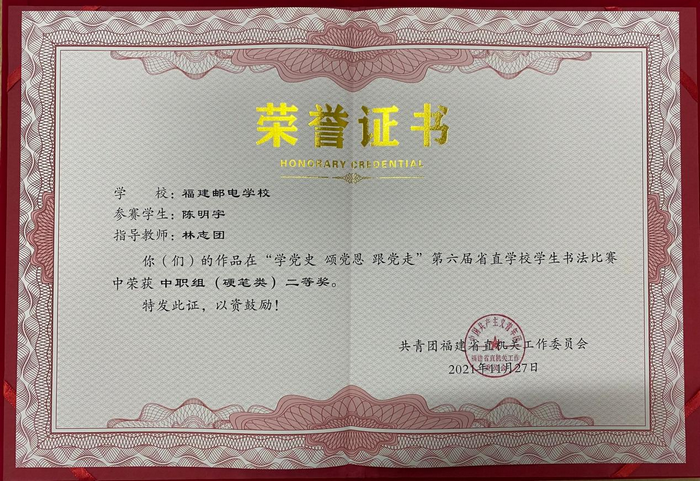 荣誉证书
HONORARY CREDENTIAL
学　　校：福建邮电学校
参赛学生：陈明宇
指导教师：林志团
你（们）的作品在“学党史 颂党恩 跟党走”第六届省直学校学生书法比赛
中荣获 中职组（硬笔类）二等奖。
特发此证，以资鼓励！
共青团福建省直机关工作委员会
2021年11月27日